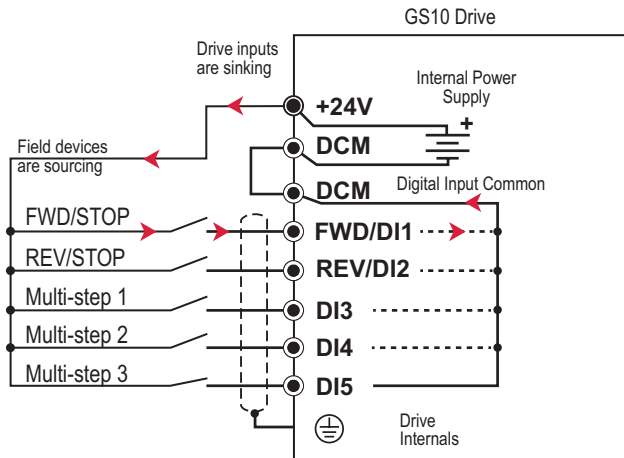 GS10 Drive
Drive inputs
are sinking
Internal Power
Supply
+24V
+
DCM
Field devices
are sourcing
DCM
Digital Input Common
FWD/STOP
FWD/DI1
REV/STOP
REV/DI2
Multi-step 1
DI3
Multi-step 2
DI4
Multi-step 3
DI5
Drive
Internals